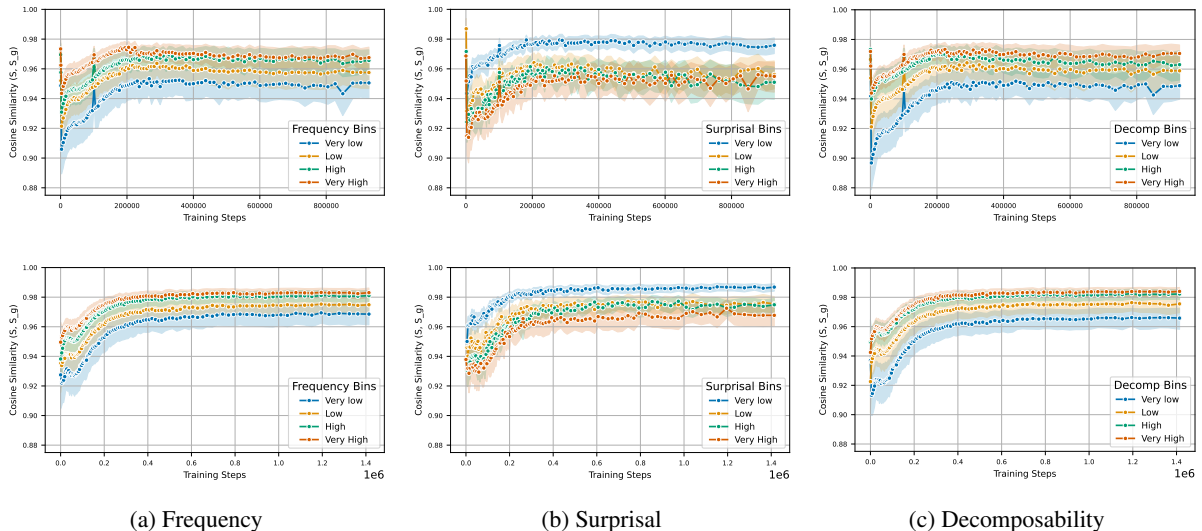 1.00
0.98
0.96
0.94
0.92
0.90
0.88
Cosine Similarity (S, S_g)
0 200000 400000 600000 800000
Training Steps
Frequency Bins
Very low
Low
High
Very High
1.00
0.98
0.96
0.94
0.92
0.90
0.88
Cosine Similarity (S, S_g)
0 200000 400000 600000 800000
Training Steps
Surprisal Bins
Very low
Low
High
Very High
1.00
0.98
0.96
0.94
0.92
0.90
0.88
Cosine Similarity (S, S_g)
0 200000 400000 600000 800000
Training Steps
Decomp Bins
Very low
Low
High
Very High
1.00
0.98
0.96
0.94
0.92
0.90
0.88
Cosine Similarity (S, S_g)
0.0 0.2 0.4 0.6 0.8 1.0 1.2 1.4
Training Steps
1e6
Frequency Bins
Very low
Low
High
Very High
1.00
0.98
0.96
0.94
0.92
0.90
0.88
Cosine Similarity (S, S_g)
0.0 0.2 0.4 0.6 0.8 1.0 1.2 1.4
Training Steps
1e6
Surprisal Bins
Very low
Low
High
Very High
1.00
0.98
0.96
0.94
0.92
0.90
0.88
Cosine Similarity (S, S_g)
0.0 0.2 0.4 0.6 0.8 1.0 1.2 1.4
Training Steps
1e6
Decomp Bins
Very low
Low
High
Very High
(a) Frequency
(b) Surprisal
(c) Decomposability